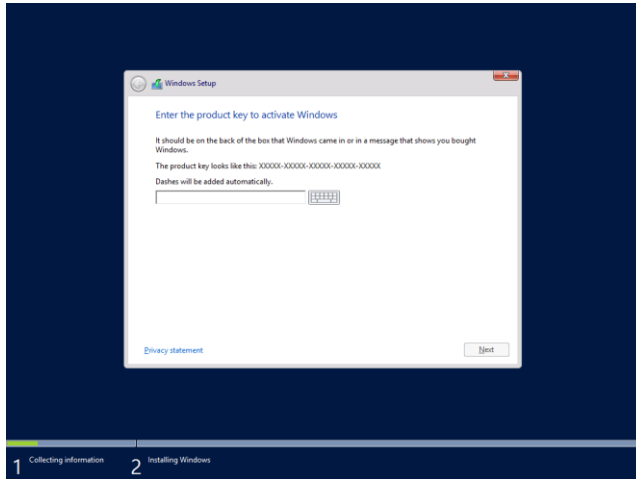 Windows Setup
Enter the product key to activate Windows
It should be on the back of the box that Windows came in or in a message that shows you bought
Windows.
The product key looks like this: XXXXX-XXXXX-XXXXX-XXXXX-XXXXX
Dashes will be added automatically.
Privacy statement
Next
1 Collecting information
2 Installing Windows